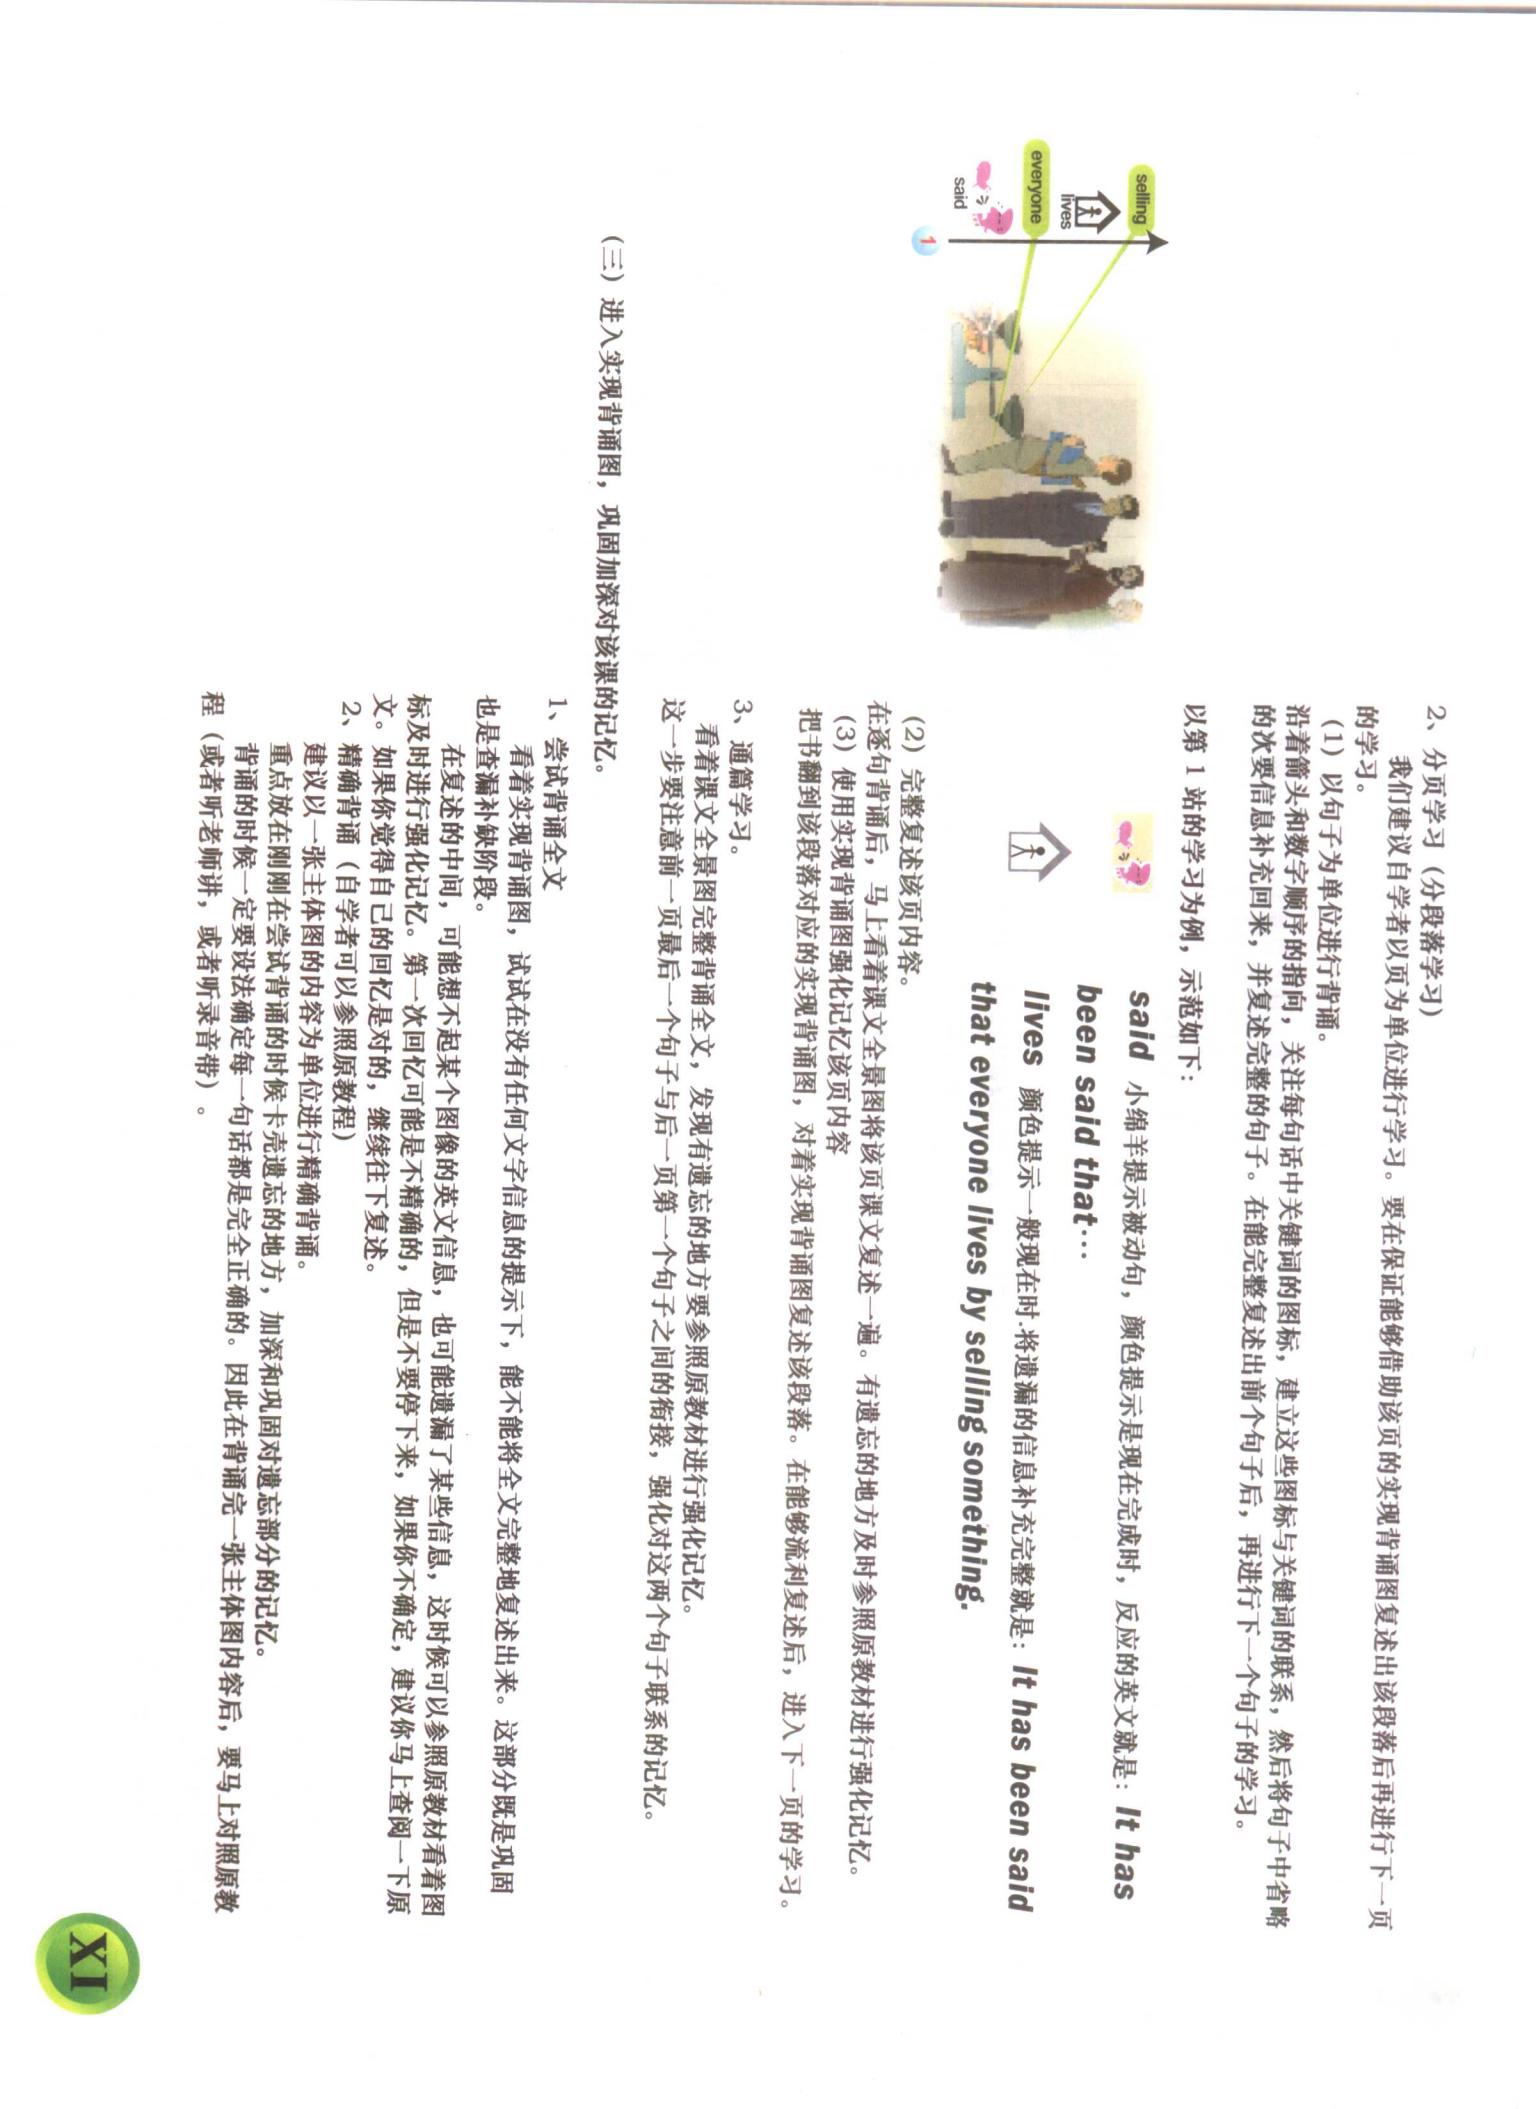 2、分页学习（分段落学习）
我们建议自学者以页为单位进行学习。要在保证能够借助该页的实现背诵图复述出该段落后再进行下一页
的学习。
（1）以句子为单位进行背诵。
沿着箭头和数字顺序的指向，关注每句话中关键词的图标，建立这些图标与关键词的联系，然后将句子中省略
的次要信息补充回来，并复述完整的句子。在能完整复述出前个句子后，再进行下一个句子的学习。
以第 1 站的学习为例，示范如下：
selling
lives
everyone
said
1
said 小绵羊提示被动句，颜色提示是现在完成时，反应的英文就是：It has
been said that…
lives 颜色提示一般现在时.将遗漏的信息补充完整就是：It has been said
that everyone lives by selling something.
（2）完整复述该页内容。
在逐句背诵后，马上看着课文全景图将该页课文复述一遍。有遗忘的地方及时参照原教材进行强化记忆。
（3）使用实现背诵图强化记忆该页内容
把书翻到该段落对应的实现背诵图，对着实现背诵图复述该段落。在能够流利复述后，进入下一页的学习。
3、通篇学习。
看着课文全景图完整背诵全文，发现有遗忘的地方要参照原教材进行强化记忆。
这一步要注意前一页最后一个句子与后一页第一个句子之间的衔接，强化对这两个句子联系的记忆。
（三）进入实现背诵图，巩固加深对该课的记忆。
1、尝试背诵全文
看着实现背诵图，试试在没有任何文字信息的提示下，能不能将全文完整地复述出来。这部分既是巩固
也是查漏补缺阶段。
在复述的中间，可能想不起某个图像的英文信息，也可能遗漏了某些信息，这时候可以参照原教材看着图
标及时进行强化记忆。第一次回忆可能是不精确的，但是不要停下来，如果你不确定，建议你马上查阅一下原
文。如果你觉得自己的回忆是对的，继续往下复述。
2、精确背诵（自学者可以参照原教程）
建议以一张主体图的内容为单位进行精确背诵。
重点放在刚刚在尝试背诵的时候卡壳遗忘的地方，加深和巩固对遗忘部分的记忆。
背诵的时候一定要设法确定每一句话都是完全正确的。因此在背诵完一张主体图内容后，要马上对照原教
程（或者听老师讲，或者听录音带）。
XI